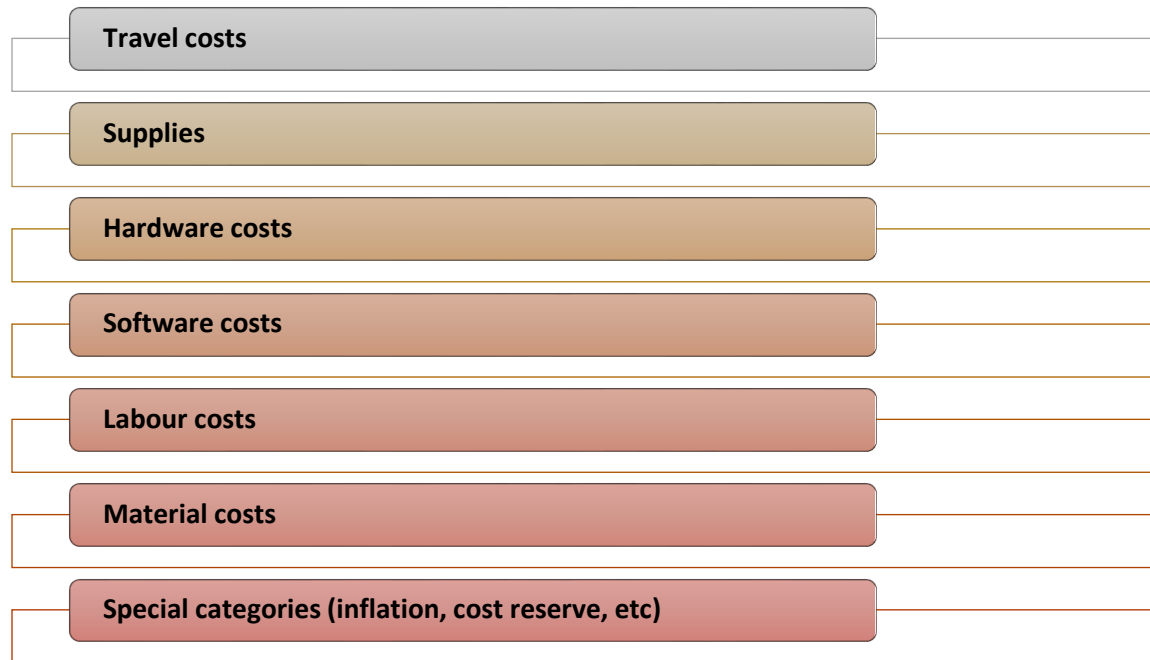 Travel costs
Supplies
Hardware costs
Software costs
Labour costs
Material costs
Special categories (inflation, cost reserve, etc)